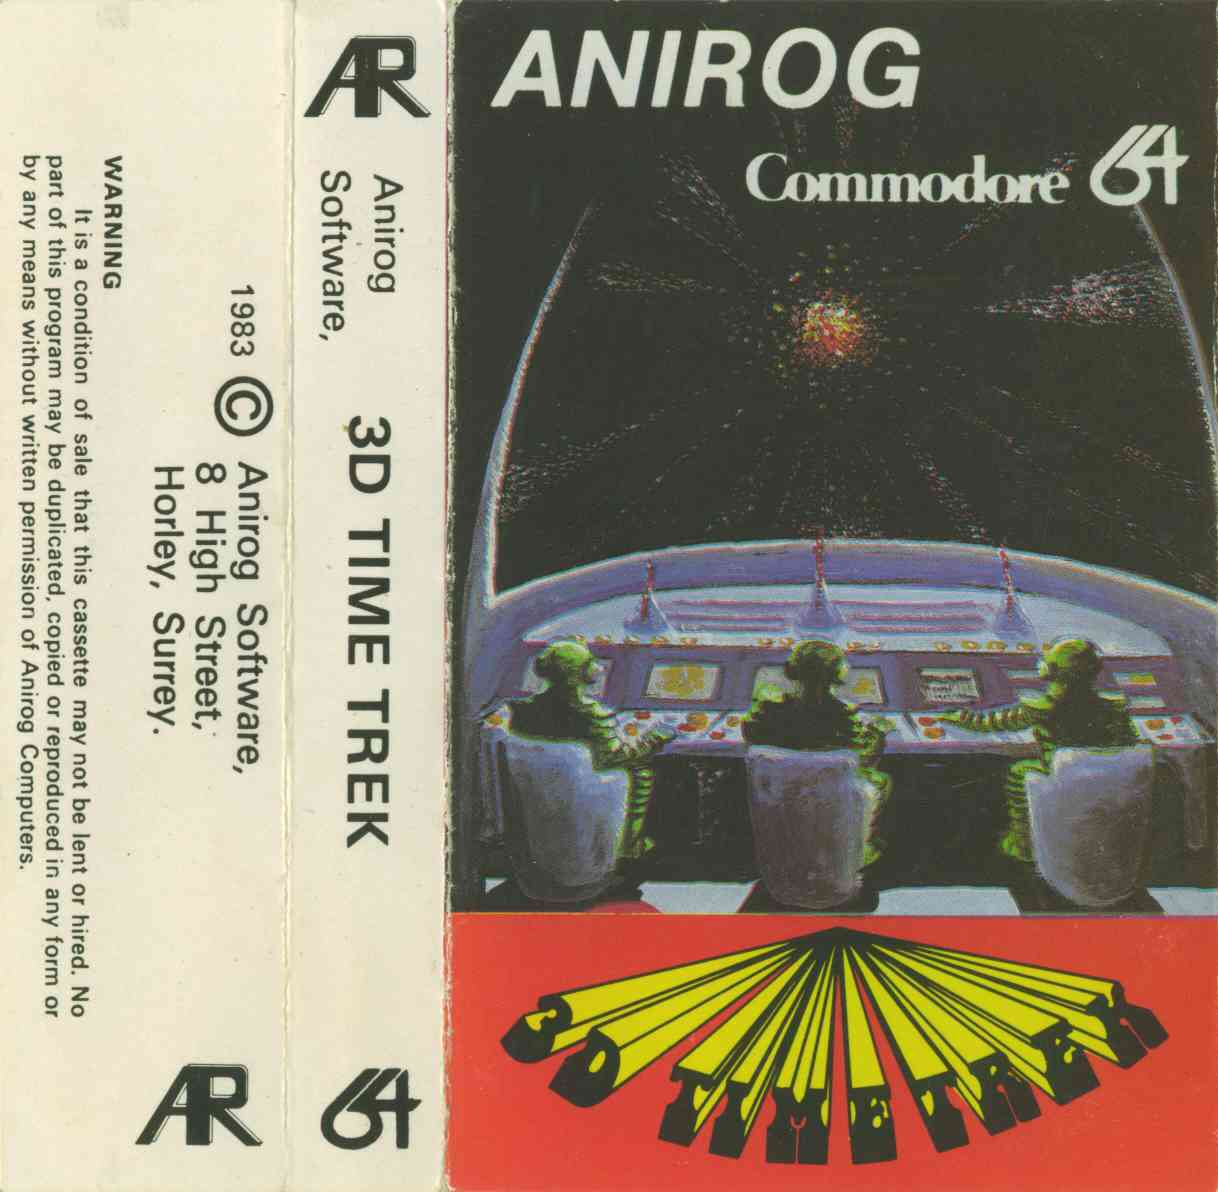 ANIROG
Commodore 64
3D TIME TREK
AR
Anirog
Software,
3D TIME TREK
64
1983 © Anirog Software,
8 High Street,
Horley, Surrey.
WARNING
It is a condition of sale that this cassette may not be lent or hired. No
part of this program may be duplicated, copied or reproduced in any form or
by any means without written permission of Anirog Computers.
AR